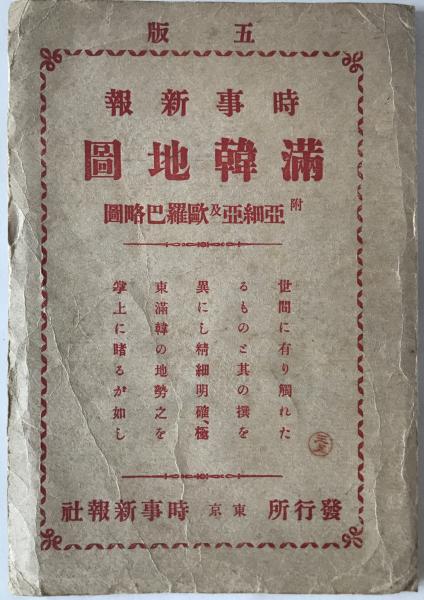 五版
時事新報
滿韓地圖
附亞細亞及歐羅巴略圖
世間に有り觸れた
るものと其の撰を
異にし精細明確、極
東滿韓の地勢之を
掌上に睹るが如し
發行所 東京 時事新報社